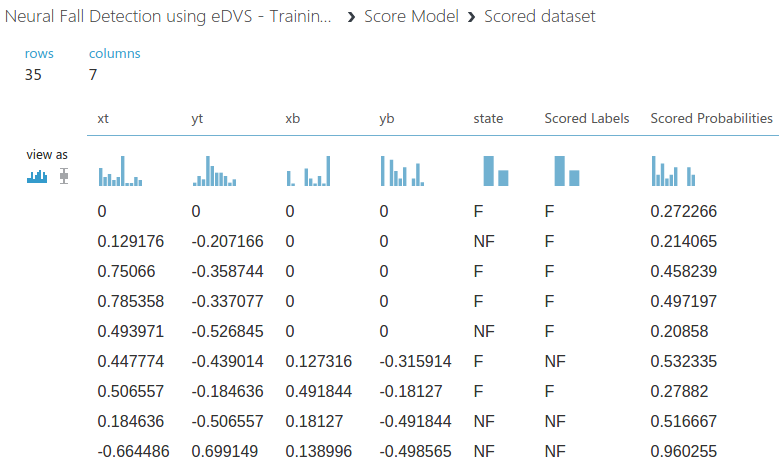 Neural Fall Detection using eDVS - Trainin... › Score Model › Scored dataset
rows columns
35 7
xt yt xb yb state Scored Labels Scored Probabilities
view as
0 0 0 0 F F 0.272266
0.129176 -0.207166 0 0 NF F 0.214065
0.75066 -0.358744 0 0 F F 0.458239
0.785358 -0.337077 0 0 F F 0.497197
0.493971 -0.526845 0 0 NF F 0.20858
0.447774 -0.439014 0.127316 -0.315914 F NF 0.532335
0.506557 -0.184636 0.491844 -0.18127 F F 0.27882
0.184636 -0.506557 0.18127 -0.491844 NF NF 0.516667
-0.664486 0.699149 0.138996 -0.498565 NF NF 0.960255